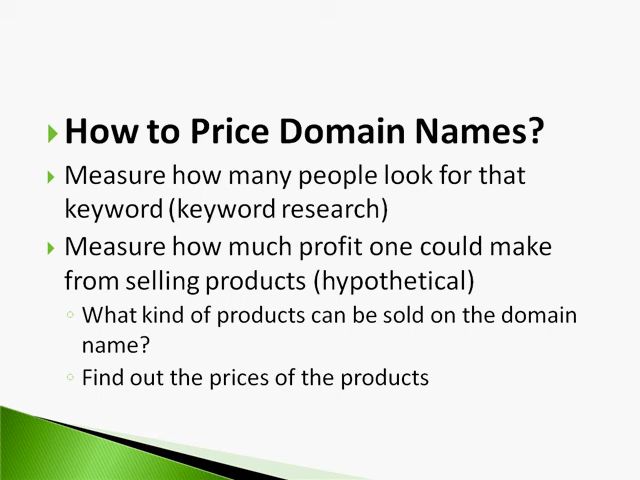 How to Price Domain Names?
Measure how many people look for that
keyword (keyword research)
Measure how much profit one could make
from selling products (hypothetical)
What kind of products can be sold on the domain
name?
Find out the prices of the products